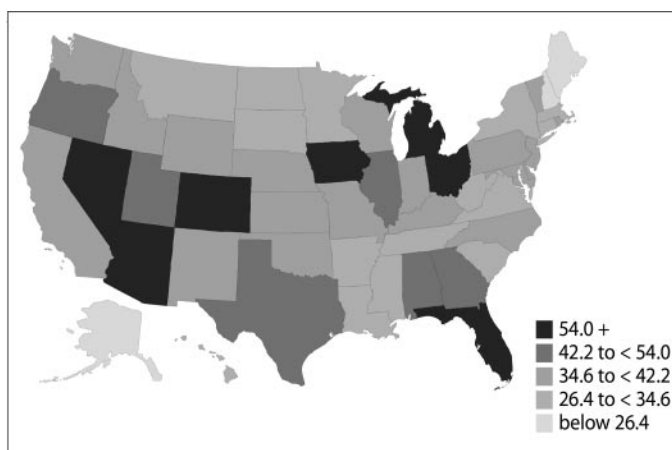 54.0 +
42.2 to < 54.0
34.6 to < 42.2
26.4 to < 34.6
below 26.4